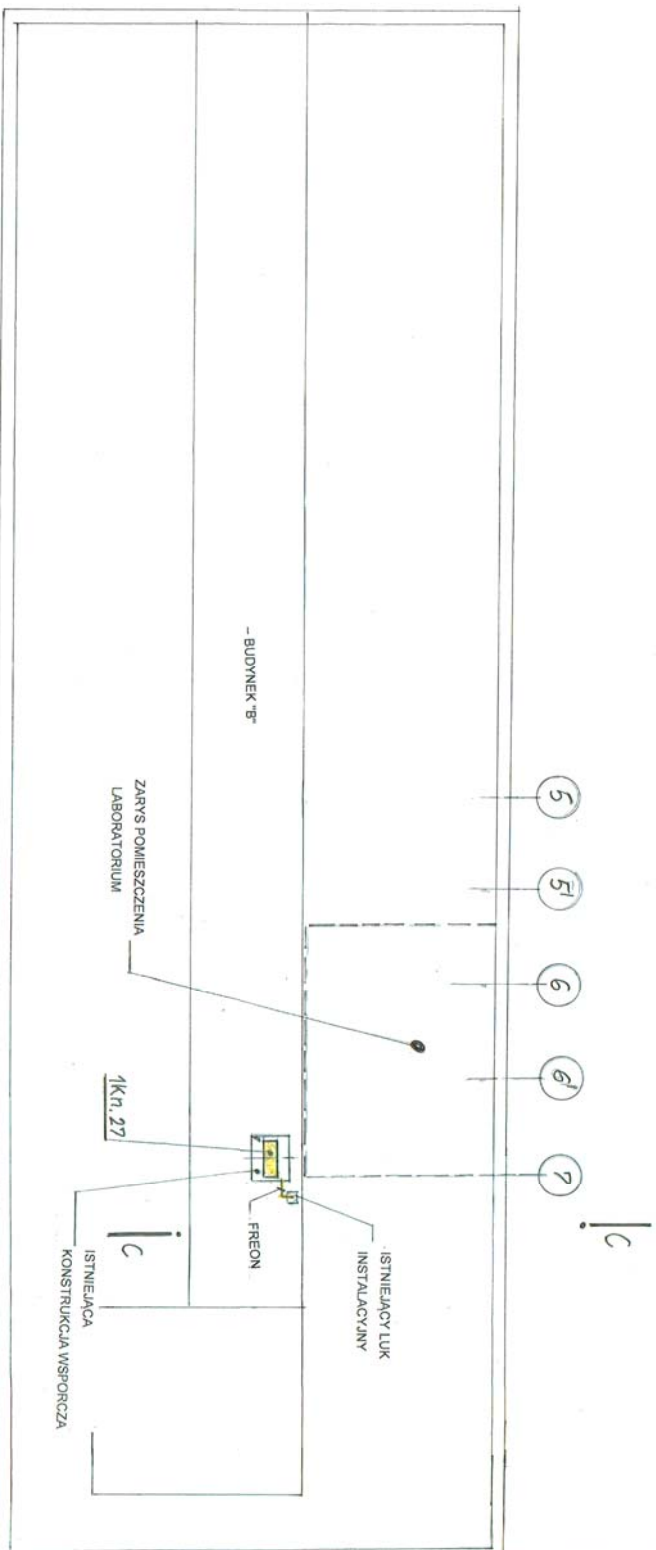 5
5'
6
6'
7
C
- BUDYNEK "B"
ZARYS POMIESZCZENIA
LABORATORIUM
1Kn.27
FREON
ISTNIEJĄCY LUK
INSTALACYJNY
C
ISTNIEJĄCA
KONSTRUKCJA WSPORCZA